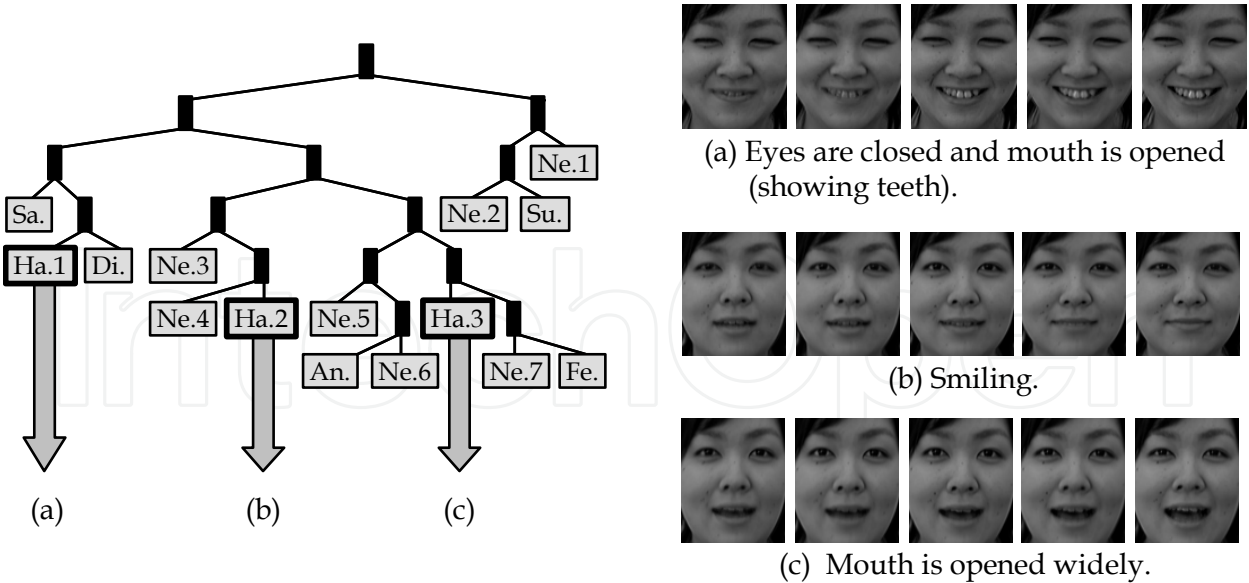 Ne.1
Sa.
Ne.2
Su.
Ha.1
Di.
Ne.3
Ne.4
Ha.2
Ne.5
Ha.3
An.
Ne.6
Ne.7
Fe.
(a)
(b)
(c)
(a) Eyes are closed and mouth is opened
(showing teeth).
(b) Smiling.
(c) Mouth is opened widely.
IntechOpen